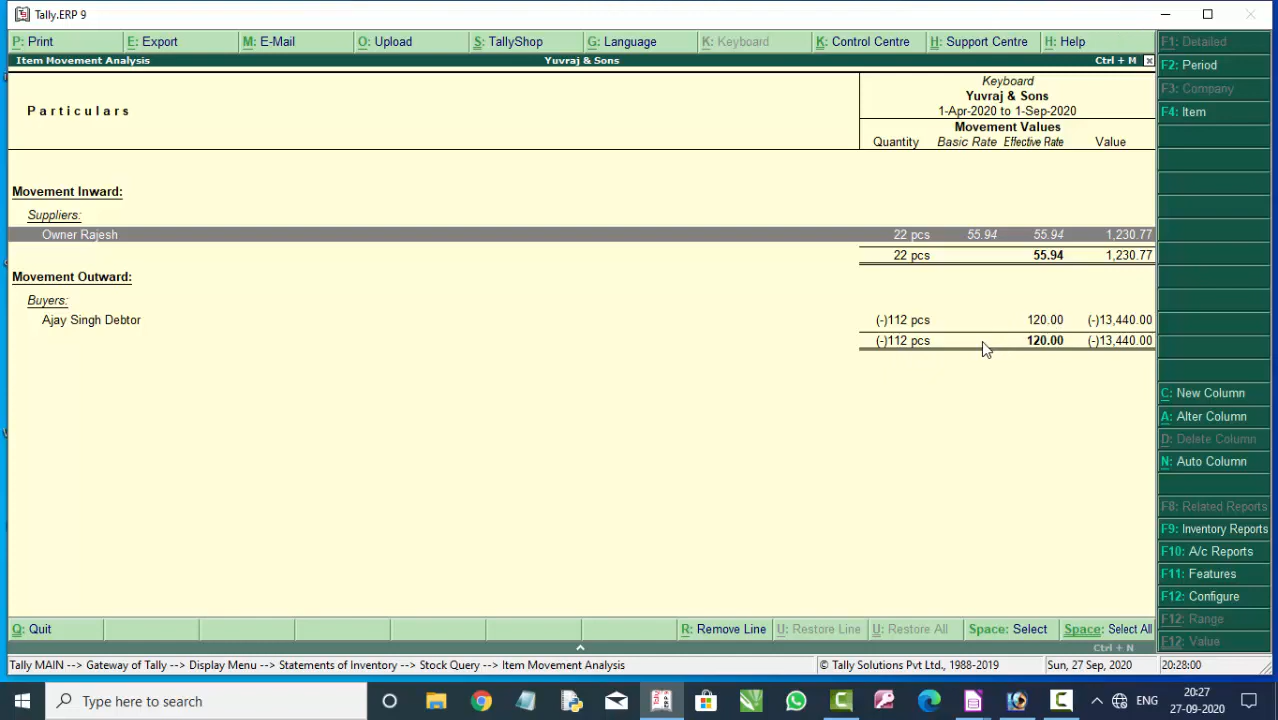 Tally.ERP 9
P: Print E: Export M: E-Mail O: Upload S: TallyShop G: Language K: Keyboard K: Control Centre H: Support Centre H: Help
F1: Detailed
Item Movement Analysis Yuvraj & Sons Ctrl + M
F2: Period
F3: Company
F4: Item
Particulars
Keyboard
Yuvraj & Sons
1-Apr-2020 to 1-Sep-2020
Movement Values
Quantity Basic Rate Effective Rate Value
Movement Inward:
Suppliers:
Owner Rajesh 22 pcs 55.94 55.94 1,230.77
22 pcs 55.94 1,230.77
Movement Outward:
Buyers:
Ajay Singh Debtor (-)112 pcs 120.00 (-)13,440.00
(-)112 pcs 120.00 (-)13,440.00
C: New Column
A: Alter Column
D: Delete Column
N: Auto Column
F8: Related Reports
F9: Inventory Reports
F10: A/c Reports
F11: Features
F12: Configure
F12: Range
F12: Value
Q: Quit R: Remove Line U: Restore Line U: Restore All Space: Select Space: Select All
Ctrl + N
Tally MAIN --> Gateway of Tally --> Display Menu --> Statements of Inventory --> Stock Query --> Item Movement Analysis © Tally Solutions Pvt Ltd., 1988-2019 Sun, 27 Sep, 2020 20:28:00
Type here to search
ENG
20:27
27-09-2020